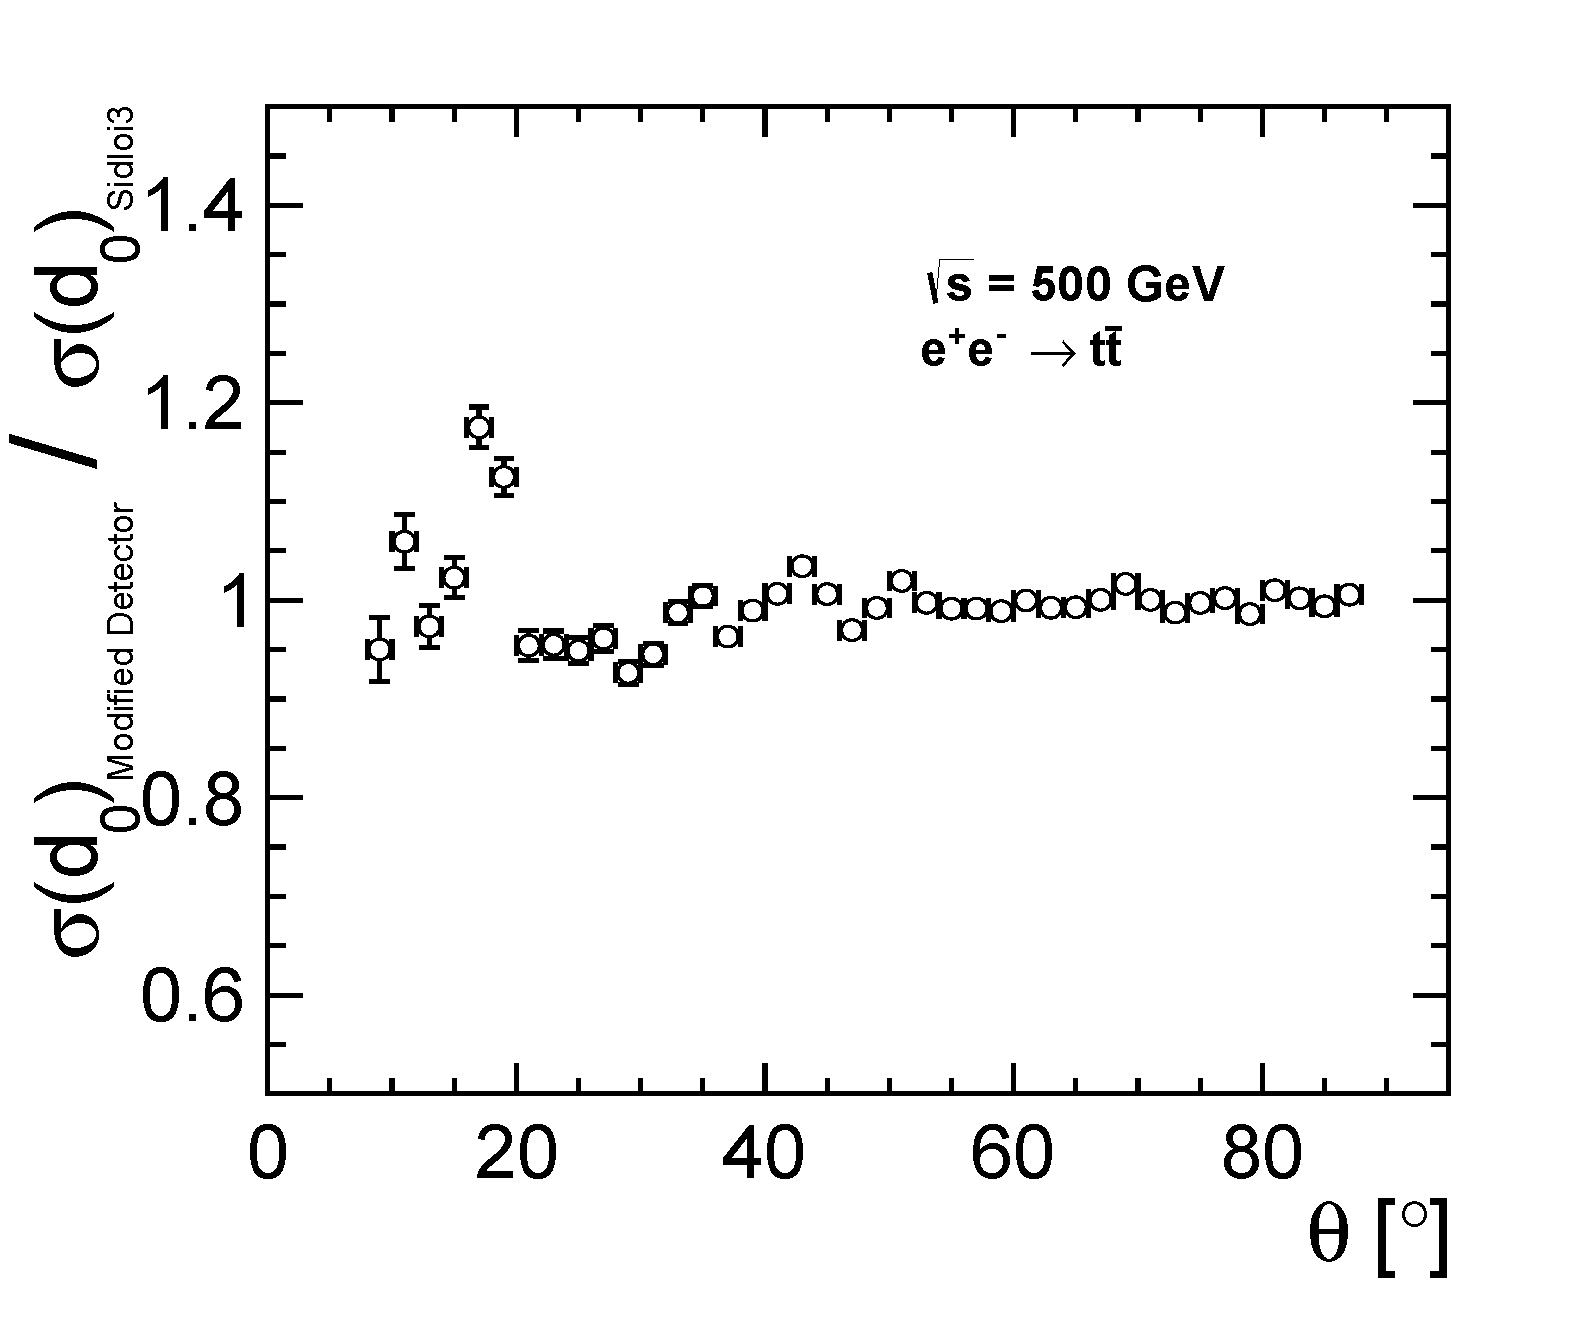 σ(d₀)Modified Detector / σ(d₀)Sidloi3
1.4
1.2
1
0.8
0.6
√s = 500 GeV
e⁺e⁻ → tt̄
0 20 40 60 80
θ [°]